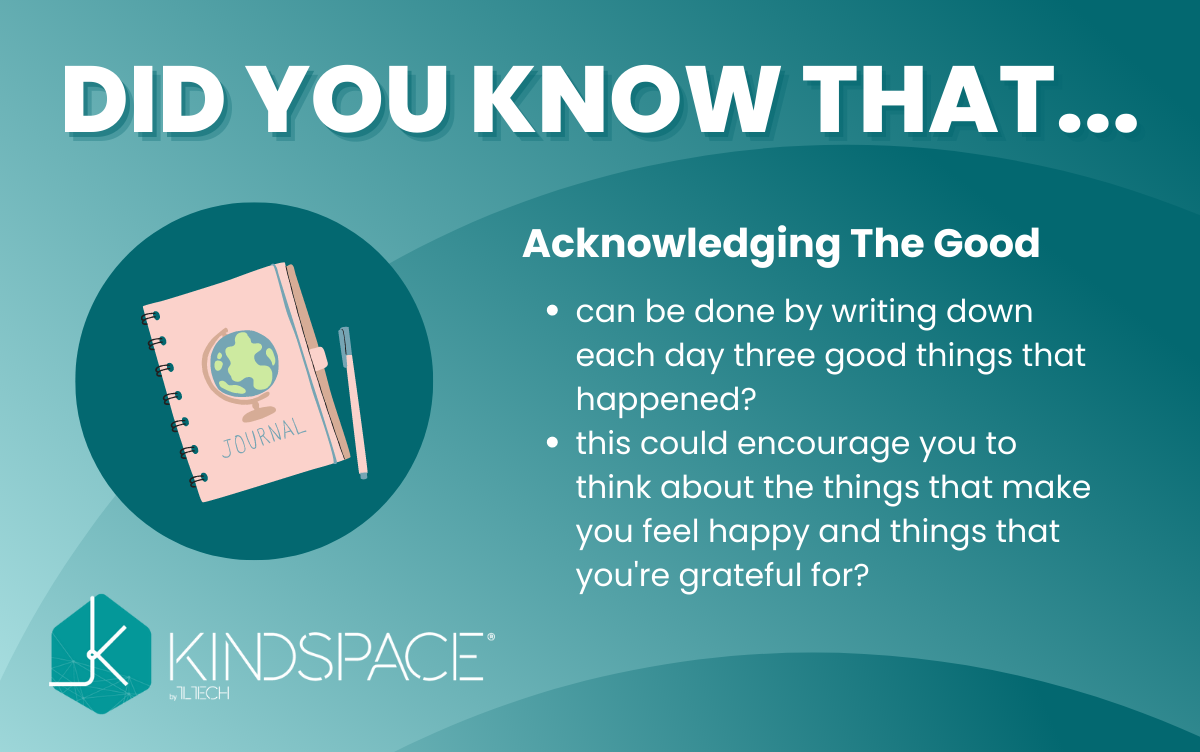 DID YOU KNOW THAT...
Acknowledging The Good
• can be done by writing down
each day three good things that
happened?
• this could encourage you to
think about the things that make
you feel happy and things that
you're grateful for?
JOURNAL
KINDSPACE®
by TLTECH